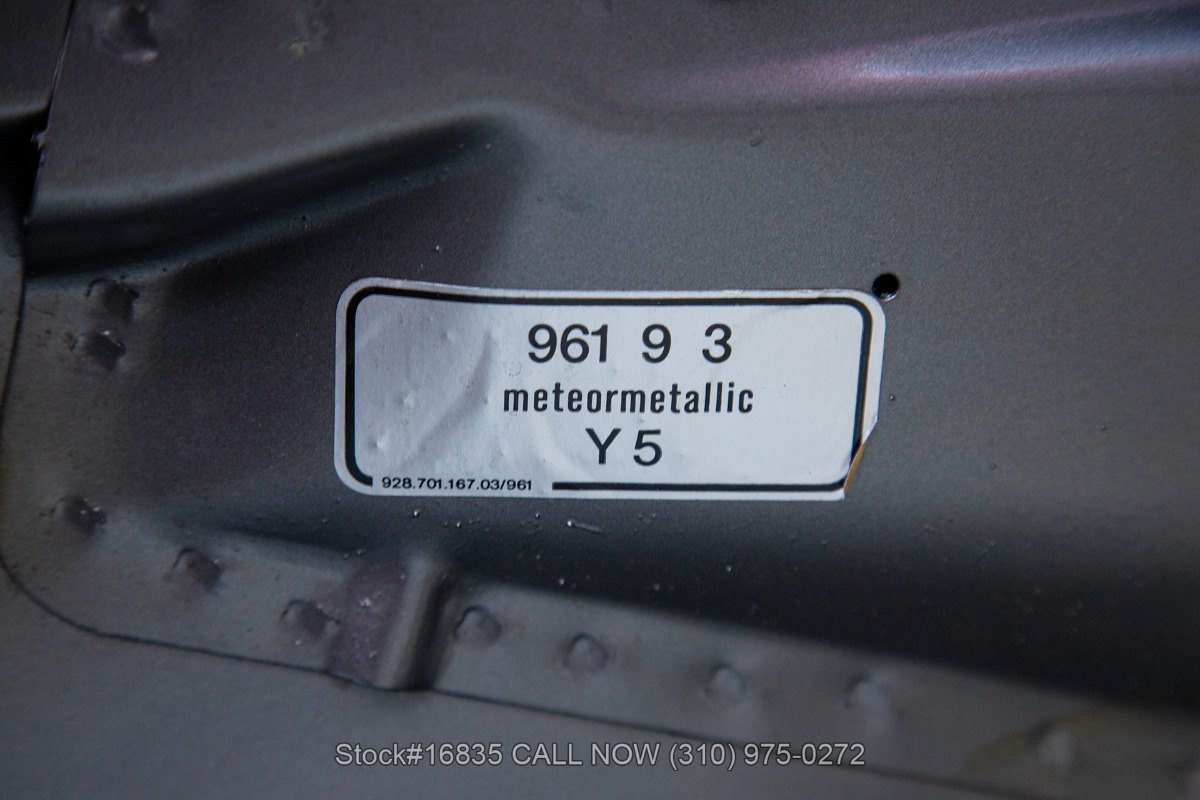 961 9 3
meteormetallic
Y5
928.701.167.03/961
Stock#16835 CALL NOW (310) 975-0272